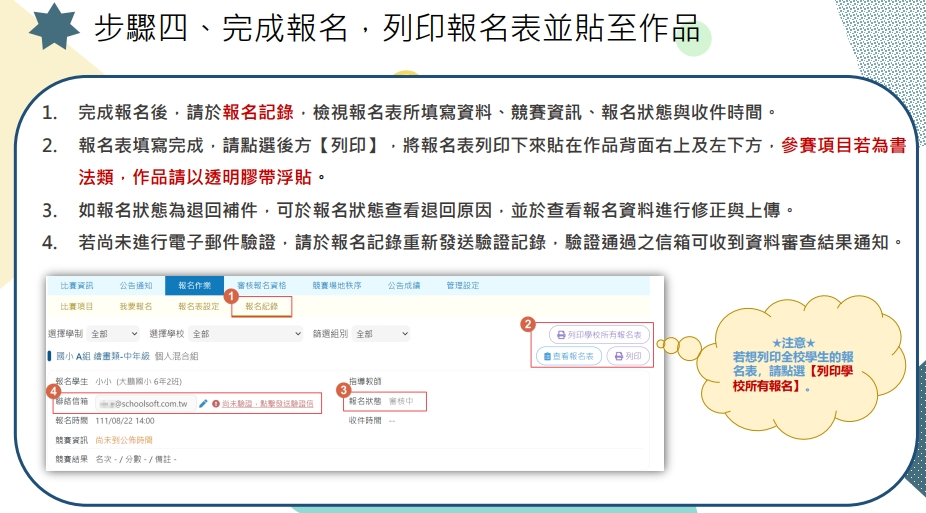 步驟四、完成報名，列印報名表並貼至作品
1. 完成報名後，請於報名記錄，檢視報名表所填寫資料、競賽資訊、報名狀態與收件時間。
2. 報名表填寫完成，請點選後方【列印】，將報名表列印下來貼在作品背面右上及左下方，參賽項目若為書
法類，作品請以透明膠帶浮貼。
3. 如報名狀態為退回補件，可於報名狀態查看退回原因，並於查看報名資料進行修正與上傳。
4. 若尚未進行電子郵件驗證，請於報名記錄重新發送驗證記錄，驗證通過之信箱可收到資料審查結果通知。
比賽資訊 公告通知 報名作業 審核報名資格 競賽場地秩序 公告成績 管理設定
1
比賽項目 我要報名 報名表設定 報名紀錄
選擇學制 全部 選擇學校 全部 篩選組別 全部
2
列印學校所有報名表
國小 A組 繪畫類-中年級 個人混合組
查看報名表 列印
報名學生 小小 (大鵬國小 6年2班) 指導教師
4
聯絡信箱 @schoolsoft.com.tw 尚未驗證，點擊發送驗證信
3
報名狀態 審核中
報名時間 111/08/22 14:00 收件時間 --
競賽資訊 尚未到公佈時間
競賽結果 名次 - / 分數 - / 備註 -
★注意★
若想列印全校學生的報
名表，請點選【列印學
校所有報名】。